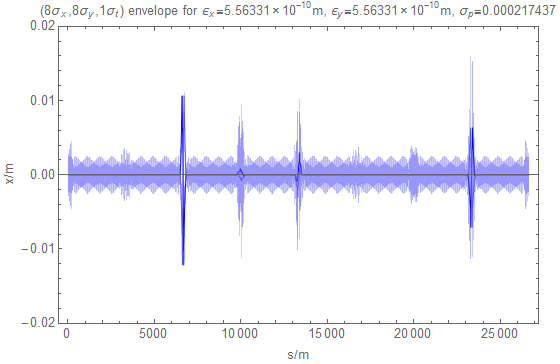 (8σx,8σy,1σt) envelope for ϵx=5.56331×10⁻¹⁰m, ϵy=5.56331×10⁻¹⁰m, σp=0.000217437
0.02
0.01
0.00
−0.01
−0.02
x/m
0 5000 10 000 15 000 20 000 25 000
s/m